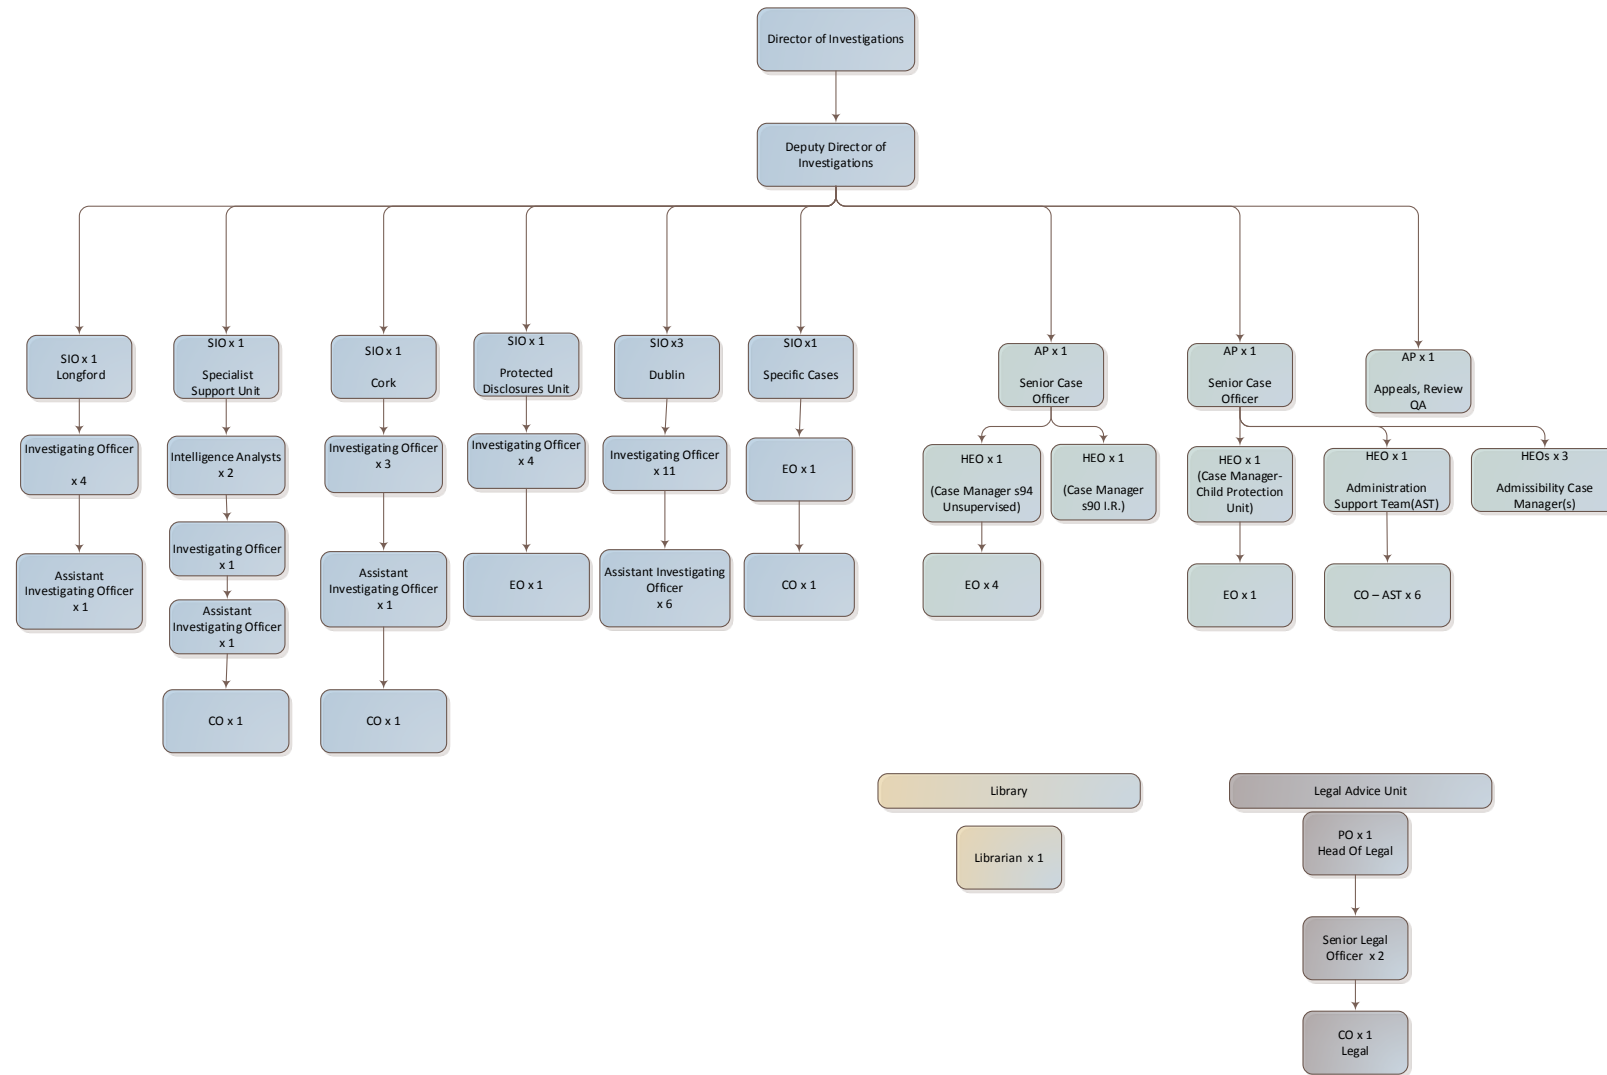 Director of Investigations
Deputy Director of
Investigations
SIO x 1
Longford
Investigating Officer
x 4
Assistant
Investigating Officer
x 1
SIO x 1
Specialist
Support Unit
Intelligence Analysts
x 2
Investigating Officer
x 1
Assistant
Investigating Officer
x 1
CO x 1
SIO x 1
Cork
Investigating Officer
x 3
Assistant
Investigating Officer
x 1
CO x 1
SIO x 1
Protected
Disclosures Unit
Investigating Officer
x 4
EO x 1
SIO x3
Dublin
Investigating Officer
x 11
Assistant Investigating
Officer
x 6
SIO x1
Specific Cases
EO x 1
CO x 1
AP x 1
Senior Case
Officer
HEO x 1
(Case Manager s94
Unsupervised)
EO x 4
HEO x 1
(Case Manager
s90 I.R.)
AP x 1
Senior Case
Officer
HEO x 1
(Case Manager-
Child Protection
Unit)
EO x 1
HEO x 1
Administration
Support Team(AST)
CO – AST x 6
HEOs x 3
Admissibility Case
Manager(s)
AP x 1
Appeals, Review
QA
Library
Librarian x 1
Legal Advice Unit
PO x 1
Head Of Legal
Senior Legal
Officer x 2
CO x 1
Legal